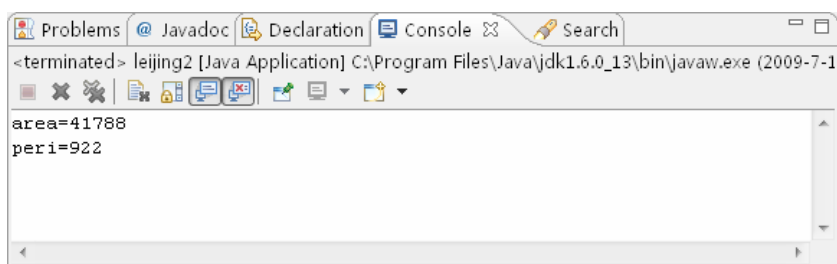 Problems @ Javadoc Declaration Console Search
<terminated> leijing2 [Java Application] C:\Program Files\Java\jdk1.6.0_13\bin\javaw.exe (2009-7-1
area=41788
peri=922